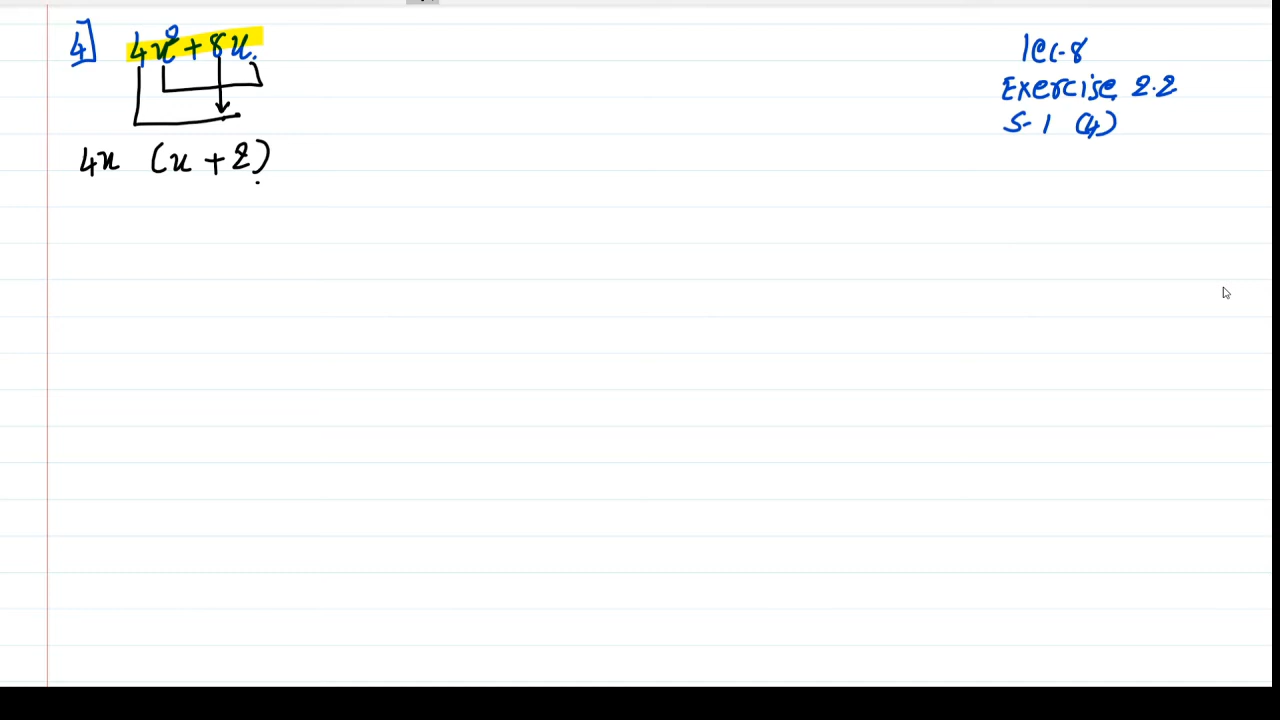 4] 4x² + 8x.
4x (x + 2)
lec-8
Exercise 2.2
S-1 (4)